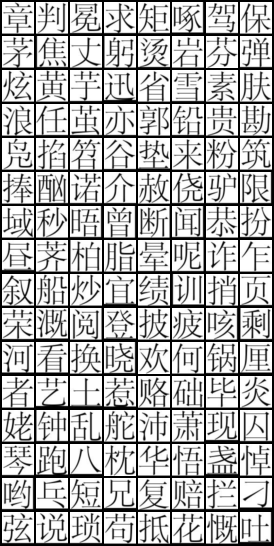 章判冕求矩啄驾保
茅焦丈躬烫岩芬弹
炫黄芋迅省雪素肤
浪任茧亦郭铅贵勘
凫掐笤谷垫来粉筑
捧酗诺介赦侥驴限
域秒晤曾断闻恭扮
昼荠柏脂晕呢诈乍
叙船炒宜绩训捎页
荣溉阅登披疲咳剩
河看换晓欢何锅厘
者艺土惹赂础毕炎
姥钟乱舵沛萧现囚
琴跑八枕华悟盏悼
哟兵短兄复赔拦刁
弦说琐苟抵花慨叶